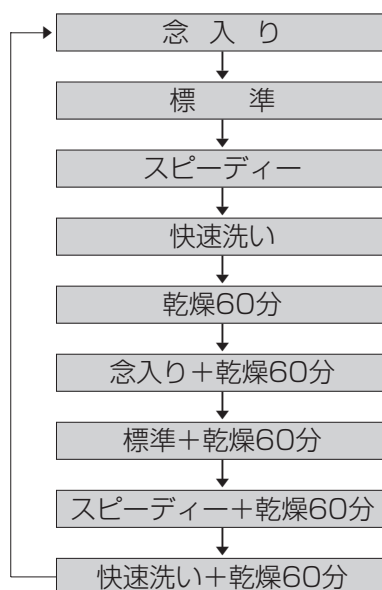 念 入 り
標 準
スピーディー
快速洗い
乾燥60分
念入り＋乾燥60分
標準＋乾燥60分
スピーディー＋乾燥60分
快速洗い＋乾燥60分